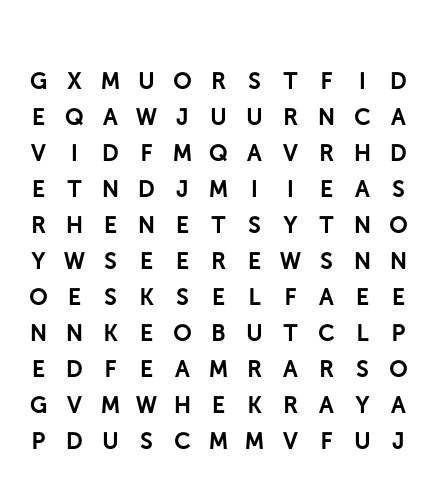 G X M U O R S T F I D
E Q A W J U U R N C A
V I D F M Q A V R H D
E T N D J M I I E A S
R H E N E T S Y T N O
Y W S E E R E W S N N
O E S K S E L F A E E
N N K E O B U T C L P
E D F E A M R A R S O
G V M W H E K R A Y A
P D U S C M M V F U J